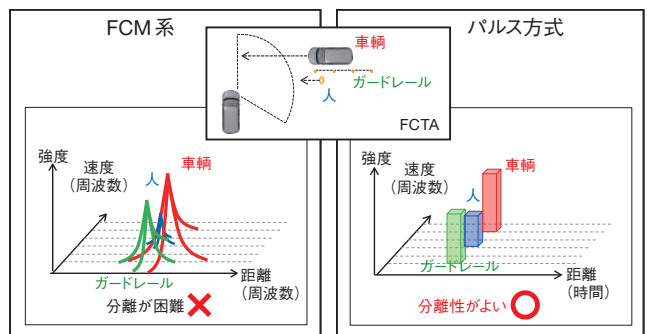 FCM系
パルス方式
車輌
ガードレール
人
FCTA
強度
速度
(周波数)
人
車輌
ガードレール
距離
(周波数)
分離が困難
強度
速度
(周波数)
車輌
人
ガードレール
距離
(時間)
分離性がよい